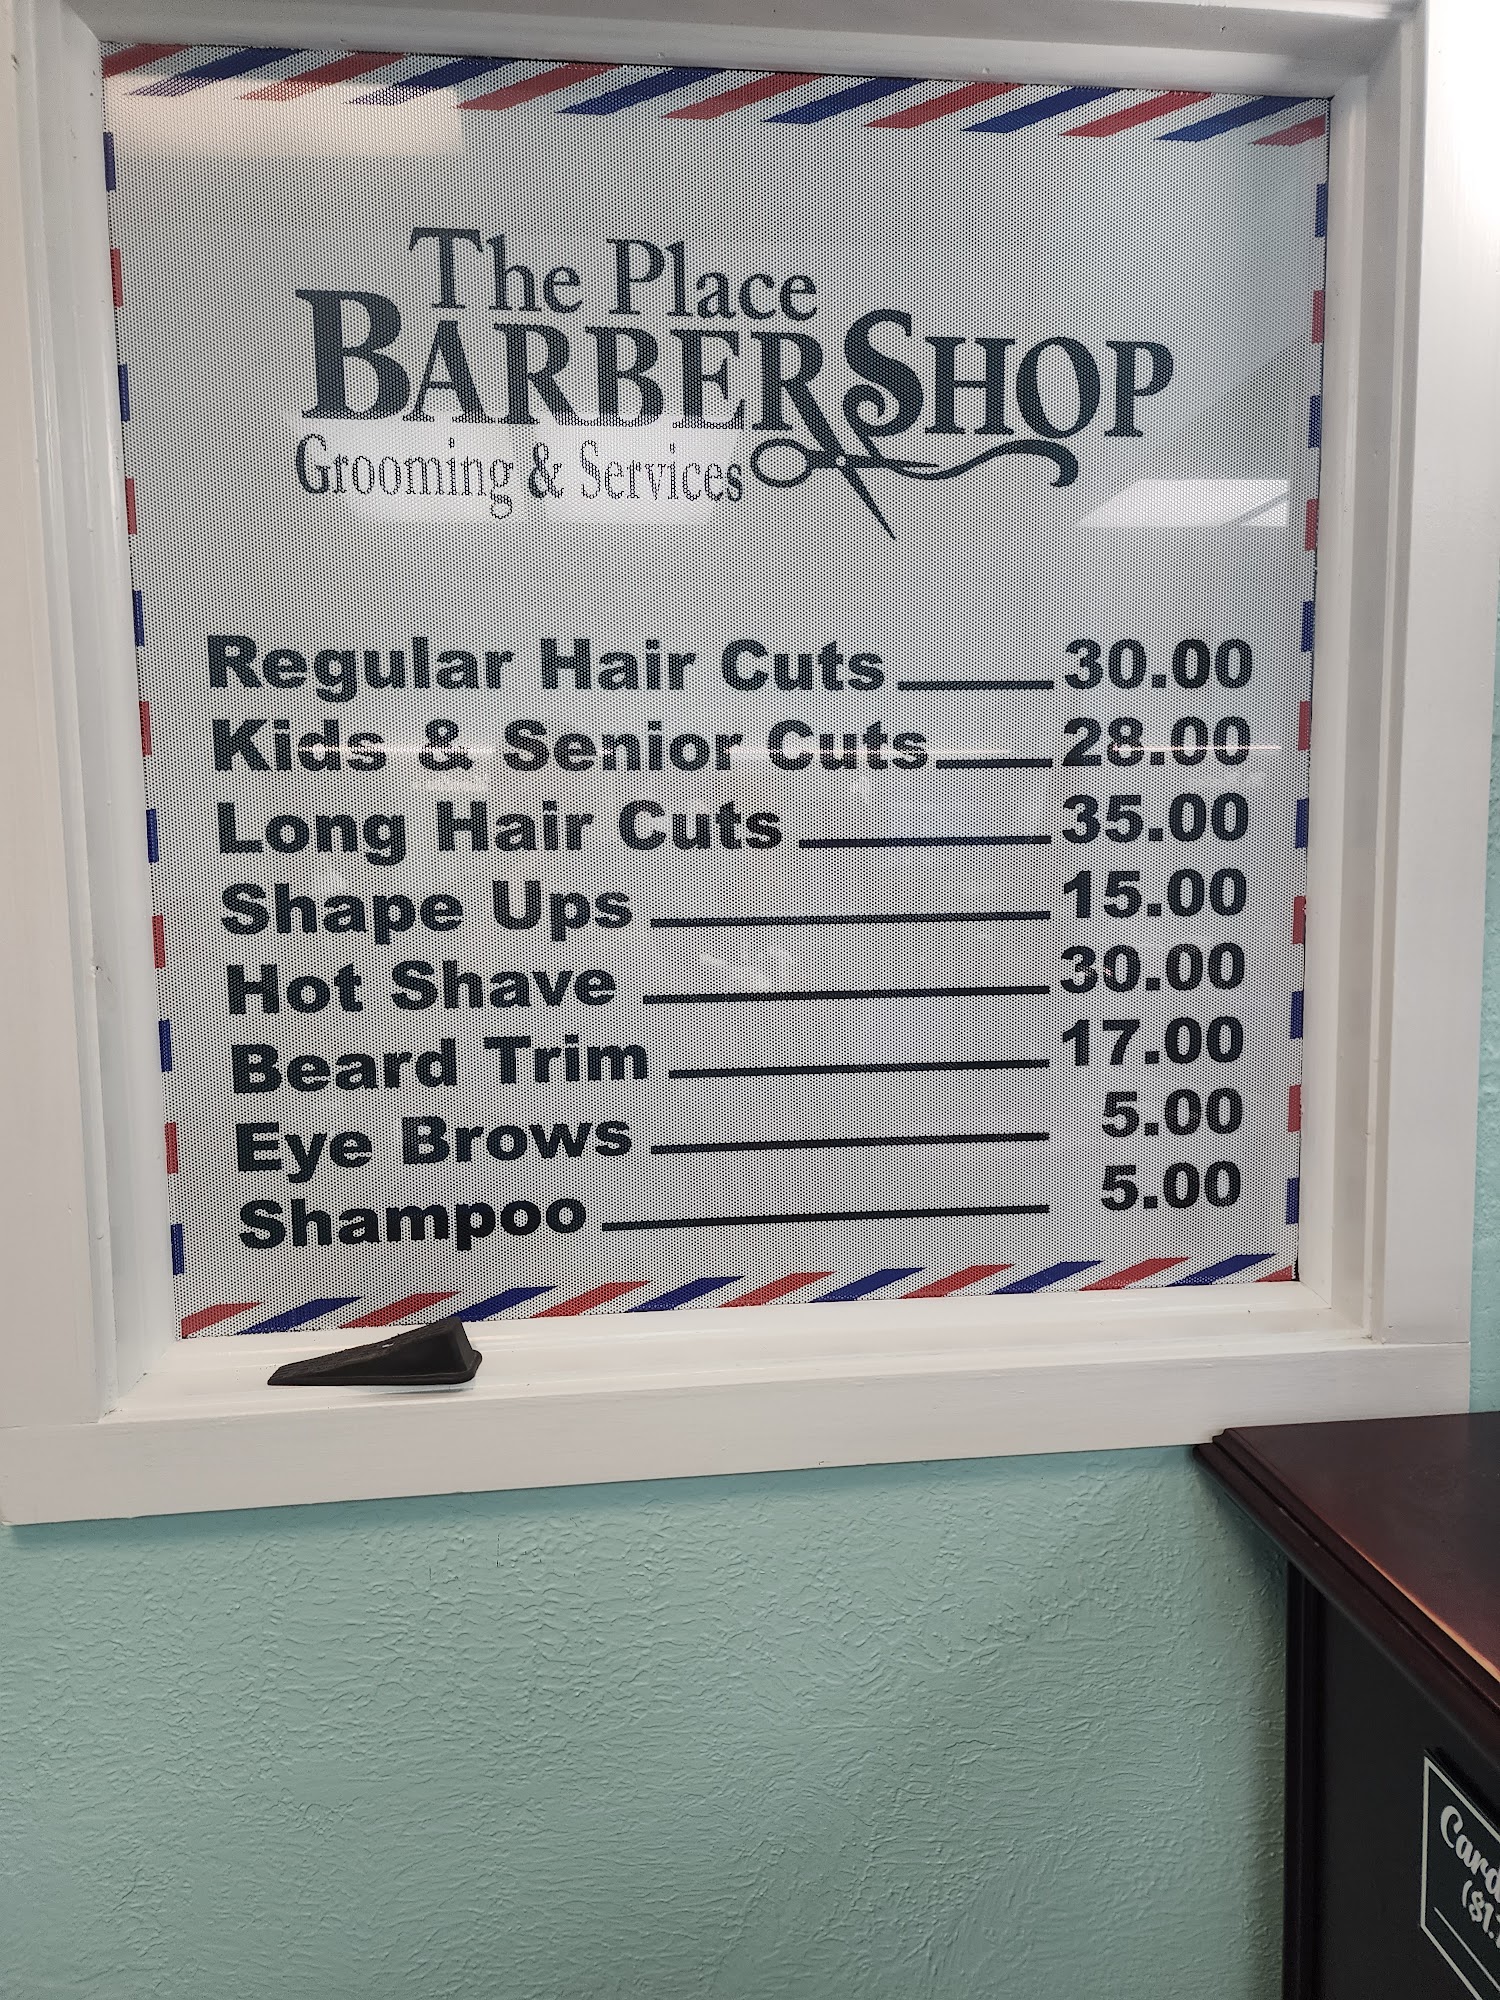 The Place
BARBERSHOP
Grooming & Services
Regular Hair Cuts 30.00
Kids & Senior Cuts 28.00
Long Hair Cuts 35.00
Shape Ups 15.00
Hot Shave 30.00
Beard Trim 17.00
Eye Brows 5.00
Shampoo 5.00